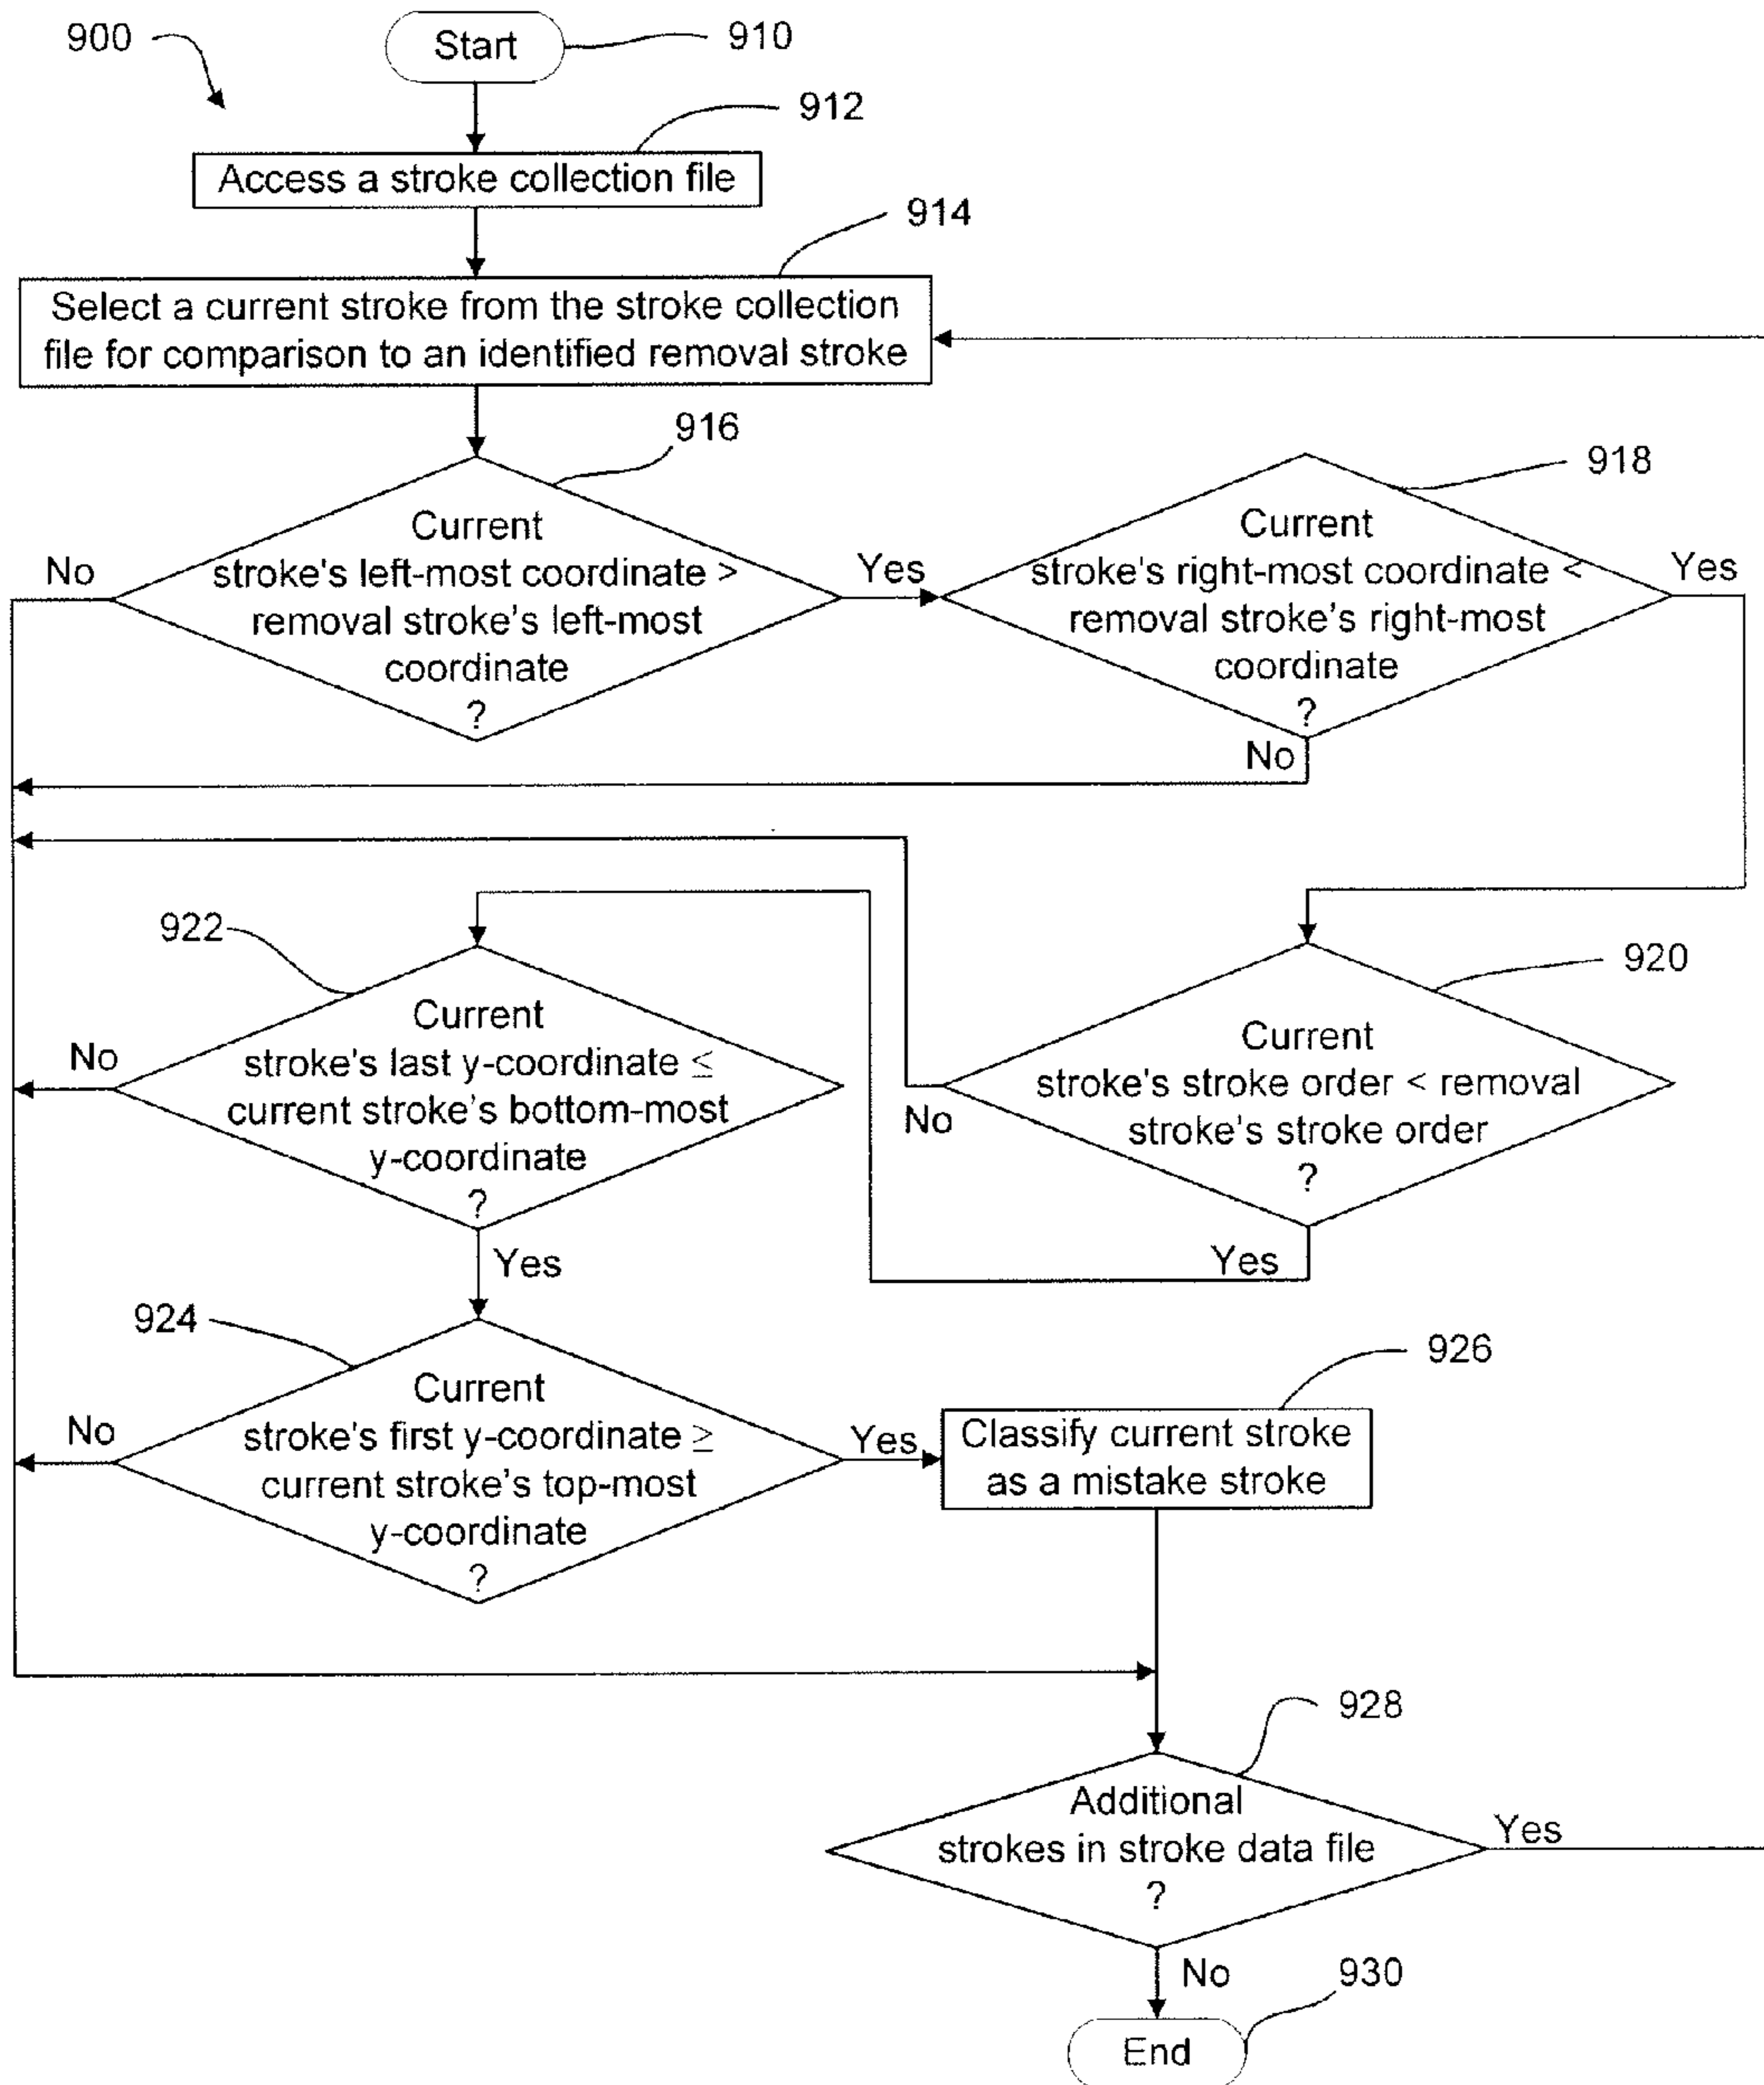 900
Start
910
912
Access a stroke collection file
914
Select a current stroke from the stroke collection
file for comparison to an identified removal stroke
916
Current
stroke's left-most coordinate >
removal stroke's left-most
coordinate
?
No
Yes
918
Current
stroke's right-most coordinate <
removal stroke's right-most
coordinate
?
Yes
No
920
Current
stroke's stroke order < removal
stroke's stroke order
?
No
Yes
922
Current
stroke's last y-coordinate ≤
current stroke's bottom-most
y-coordinate
?
No
Yes
924
Current
stroke's first y-coordinate ≥
current stroke's top-most
y-coordinate
?
No
Yes
926
Classify current stroke
as a mistake stroke
928
Additional
strokes in stroke data file
?
Yes
No
930
End